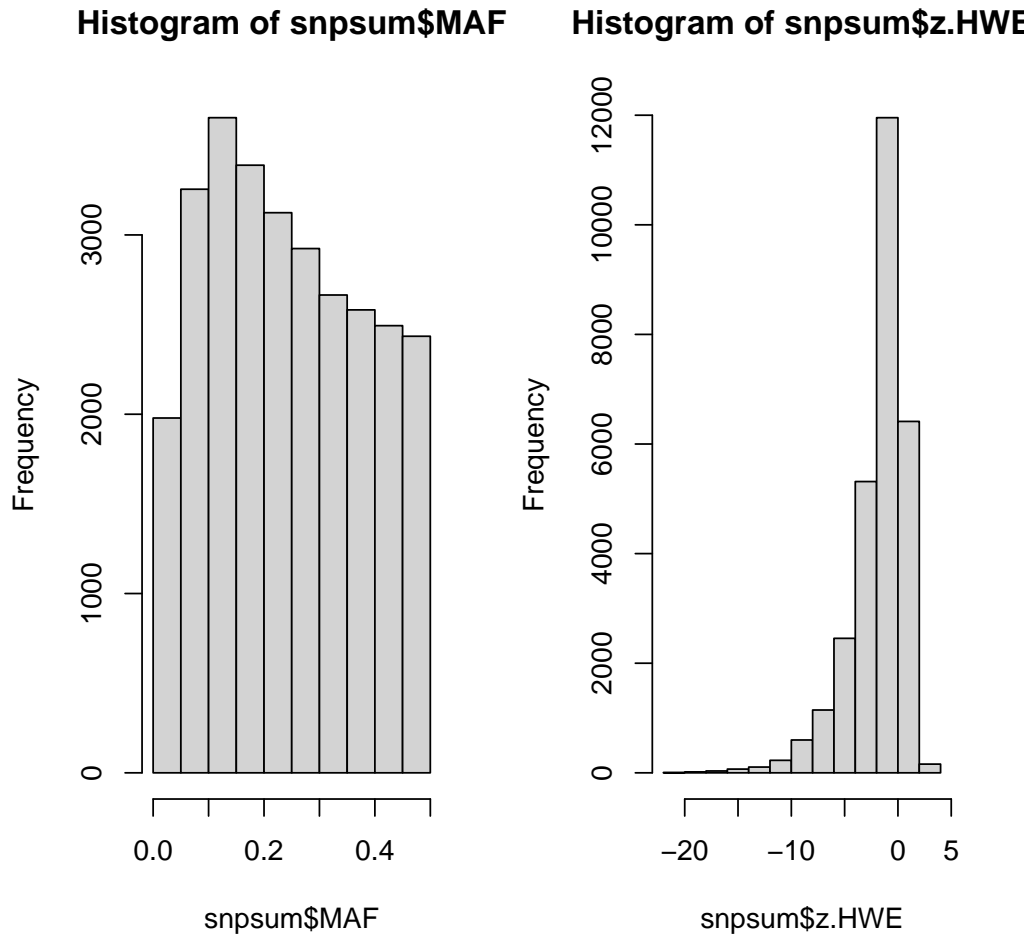 Histogram of snpsum$MAF
Frequency
3000
2000
1000
0
0.0 0.2 0.4
snpsum$MAF
Histogram of snpsum$z.HWE
Frequency
12000
10000
8000
6000
4000
2000
0
−20 −10 0 5
snpsum$z.HWE